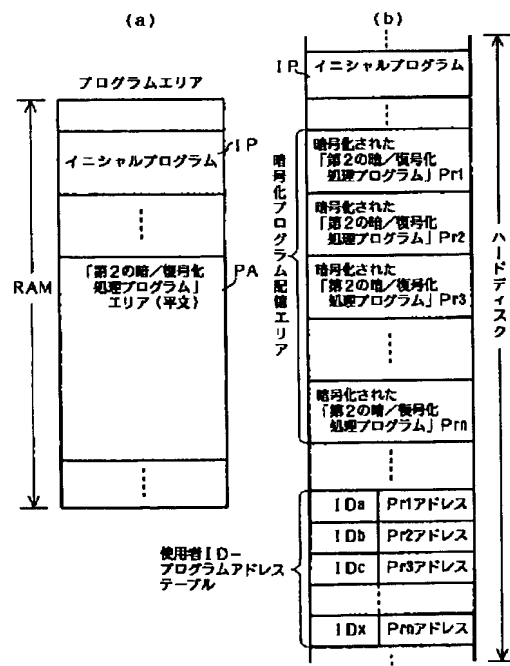 (a)
プログラムエリア
IP
イニシャルプログラム
RAM
「第2の暗/復号化
処理プログラム」
エリア(平文)
PA
(b)
IP
イニシャルプログラム
暗号化プログラム記憶エリア
暗号化された
「第2の暗/復号化
処理プログラム」Pr1
暗号化された
「第2の暗/復号化
処理プログラム」Pr2
暗号化された
「第2の暗/復号化
処理プログラム」Pr3
暗号化された
「第2の暗/復号化
処理プログラム」Prn
ハードディスク
使用者ID−
プログラムアドレス
テーブル
IDa Pr1アドレス
IDb Pr2アドレス
IDc Pr3アドレス
IDx Prnアドレス